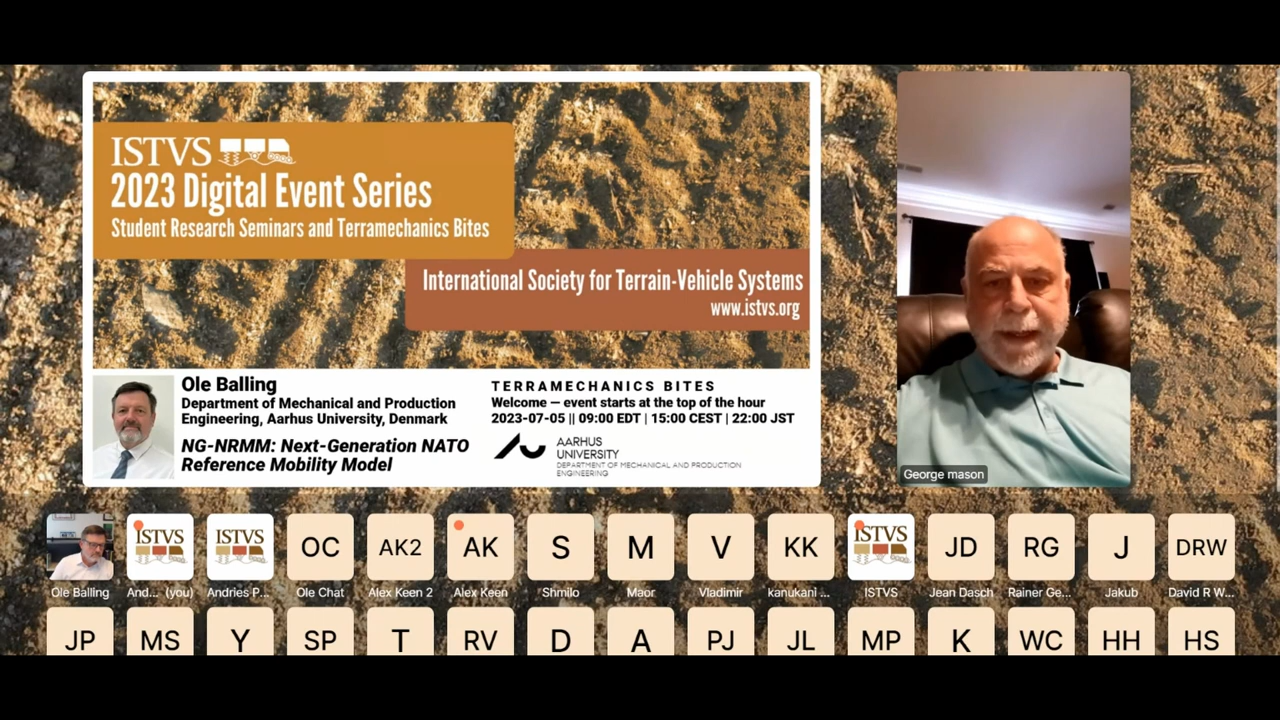 ISTVS
2023 Digital Event Series
Student Research Seminars and Terramechanics Bites
International Society for Terrain-Vehicle Systems
www.istvs.org
Ole Balling
Department of Mechanical and Production
Engineering, Aarhus University, Denmark
NG-NRMM: Next-Generation NATO
Reference Mobility Model
TERRAMECHANICS BITES
Welcome — event starts at the top of the hour
2023-07-05 || 09:00 EDT | 15:00 CEST | 22:00 JST
AARHUS
UNIVERSITY
DEPARTMENT OF MECHANICAL AND PRODUCTION
ENGINEERING
George mason
ISTVS ISTVS OC AK2 AK S M V KK ISTVS JD RG J DRW
Ole Balling And... (you) Andries P... Ole Chat Alex Keen 2 Alex Keen Shmilo Maor Vladimir kanukani ... ISTVS Jean Dasch Rainer Ge... Jakub David R W...
JP MS Y SP T RV D A PJ JL MP K WC HH HS